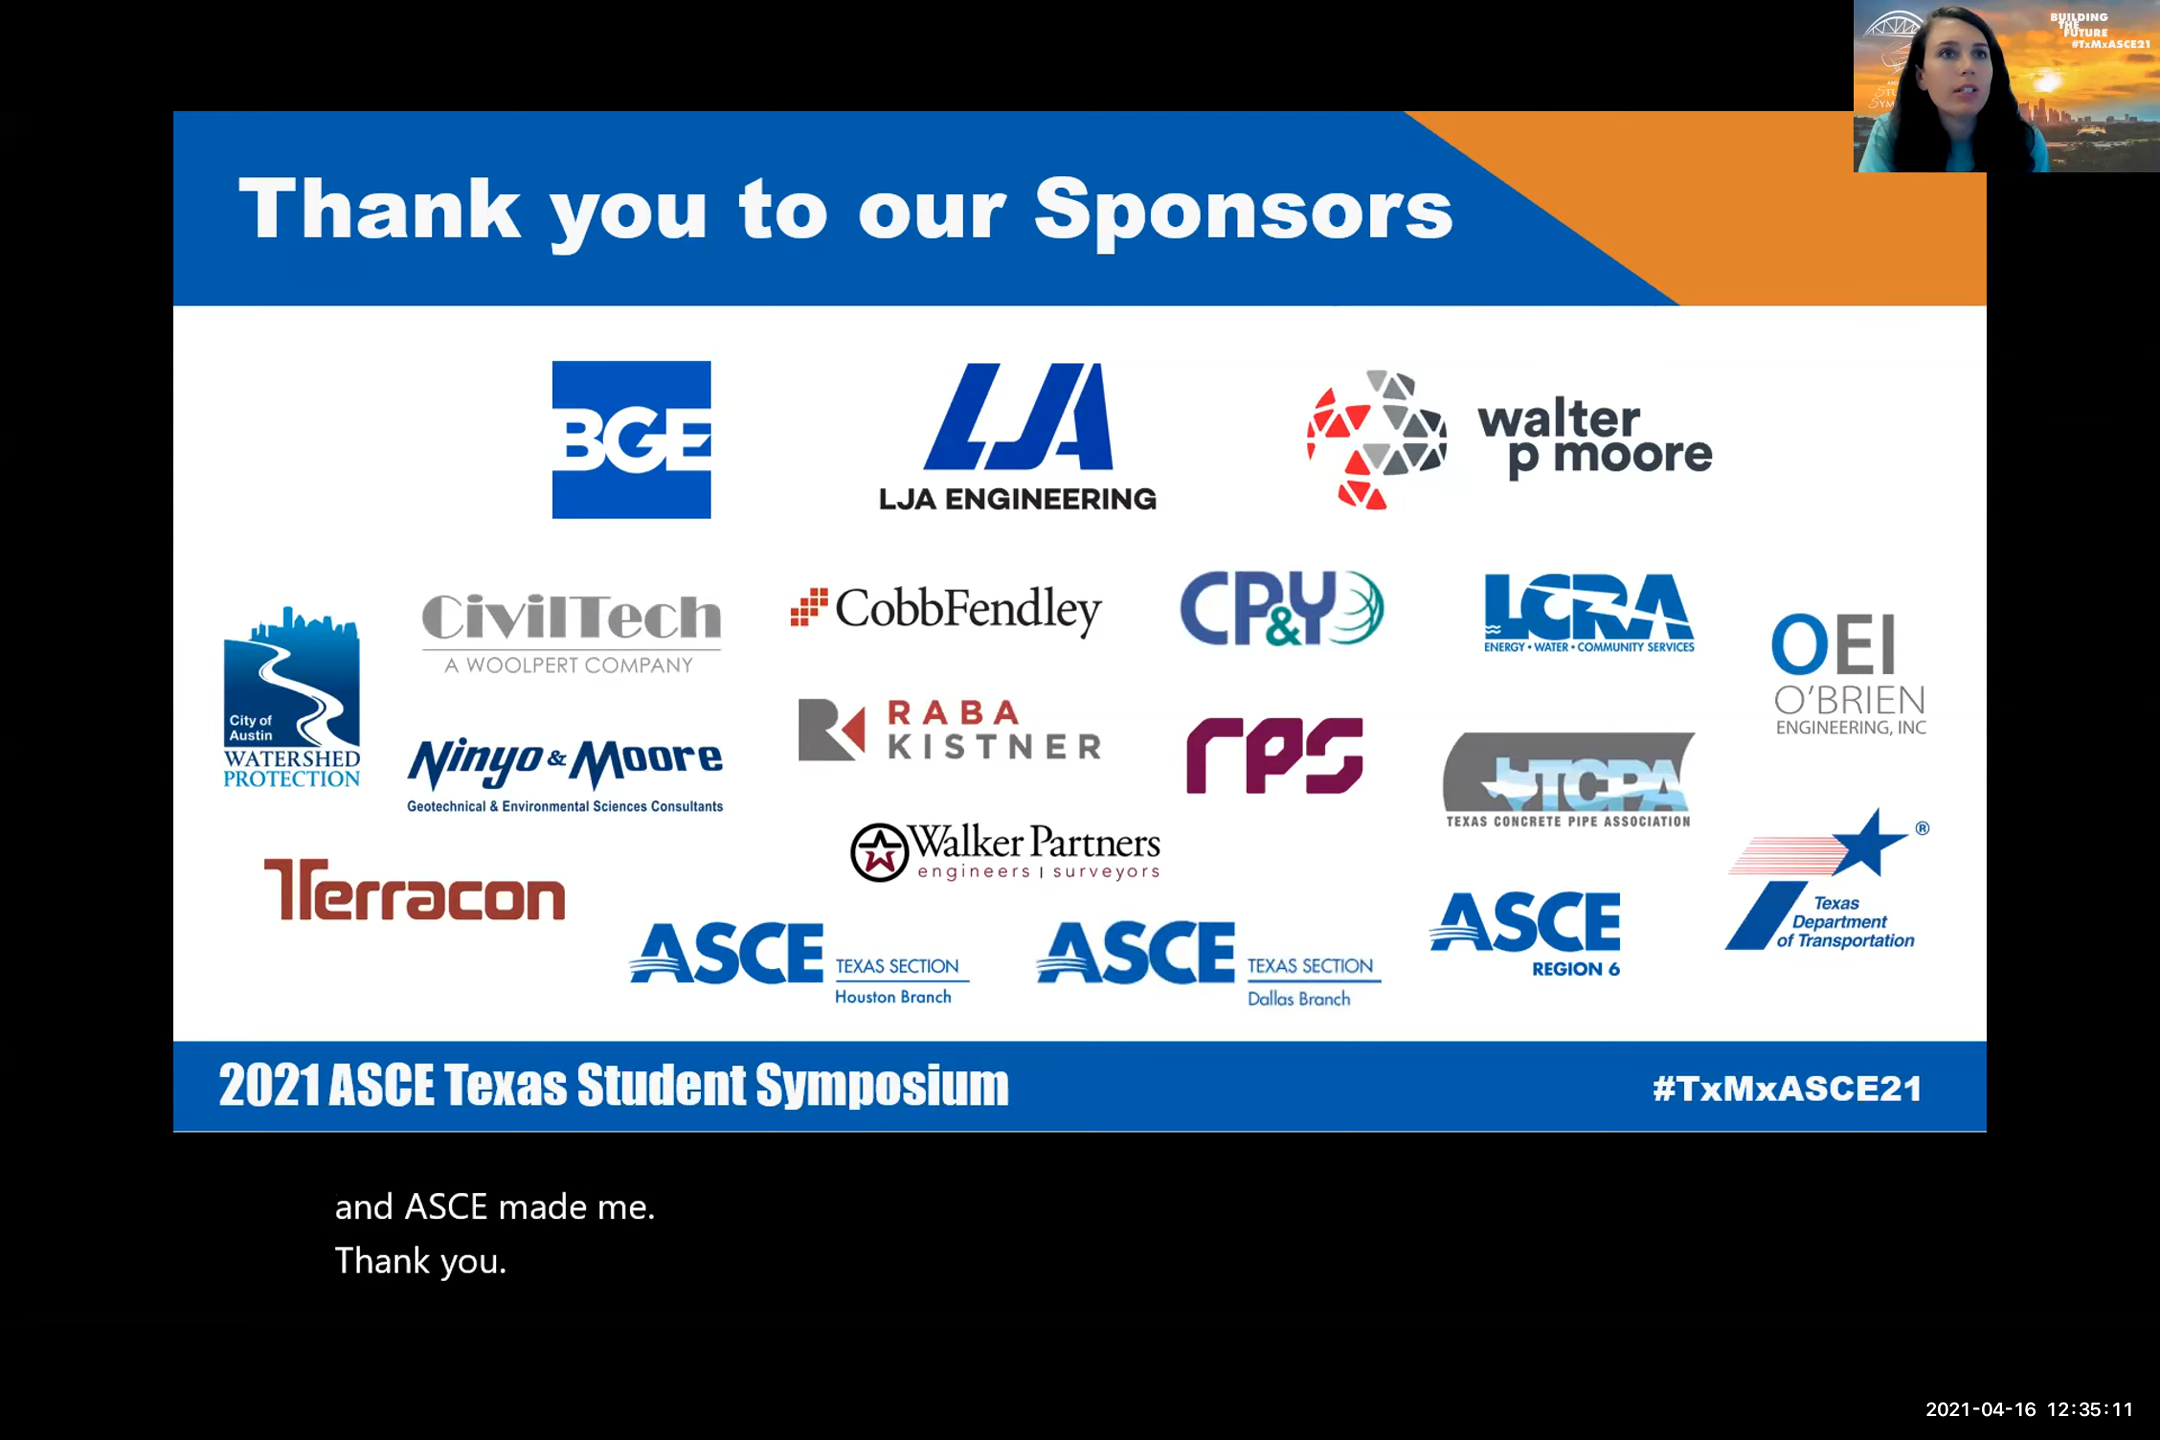 BUILDING
THE
FUTURE
#TxMxASCE21
Thank you to our Sponsors
BGE
LJA
LJA ENGINEERING
walter
p moore
City of
Austin
WATERSHED
PROTECTION
CivilTech
A WOOLPERT COMPANY
CobbFendley
CP&Y
LCRA
ENERGY • WATER • COMMUNITY SERVICES
OEI
O'BRIEN
ENGINEERING, INC
Ninyo & Moore
Geotechnical & Environmental Sciences Consultants
RABA
KISTNER
rps
TCPA
TEXAS CONCRETE PIPE ASSOCIATION
Terracon
Walker Partners
engineers | surveyors
ASCE
TEXAS SECTION
Houston Branch
ASCE
TEXAS SECTION
Dallas Branch
ASCE
REGION 6
®
Texas
Department
of Transportation
2021 ASCE Texas Student Symposium
#TxMxASCE21
and ASCE made me.
Thank you.
2021-04-16 12:35:11